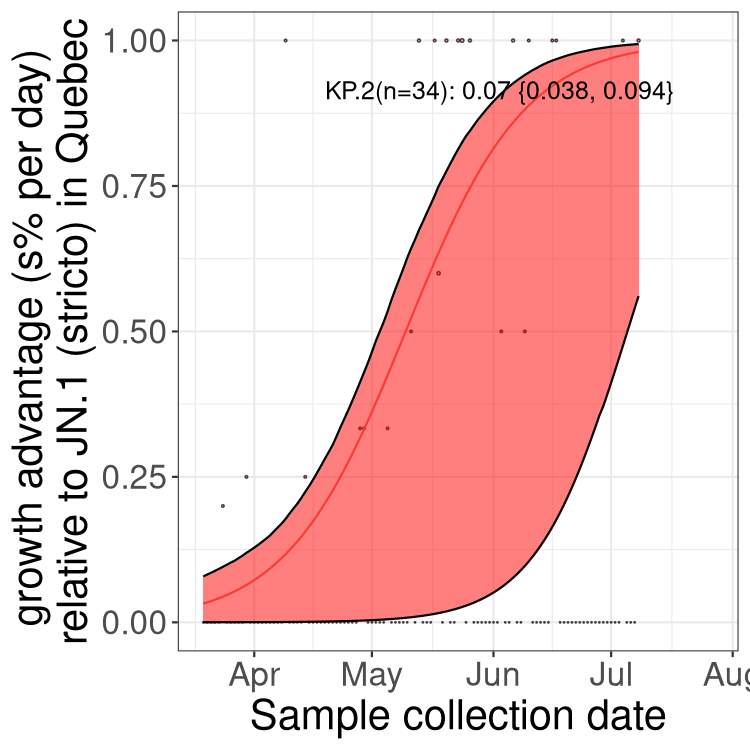 growth advantage (s% per day)
relative to JN.1 (stricto) in Quebec
1.00
0.75
0.50
0.25
0.00
KP.2(n=34): 0.07 {0.038, 0.094}
Apr May Jun Jul Aug
Sample collection date